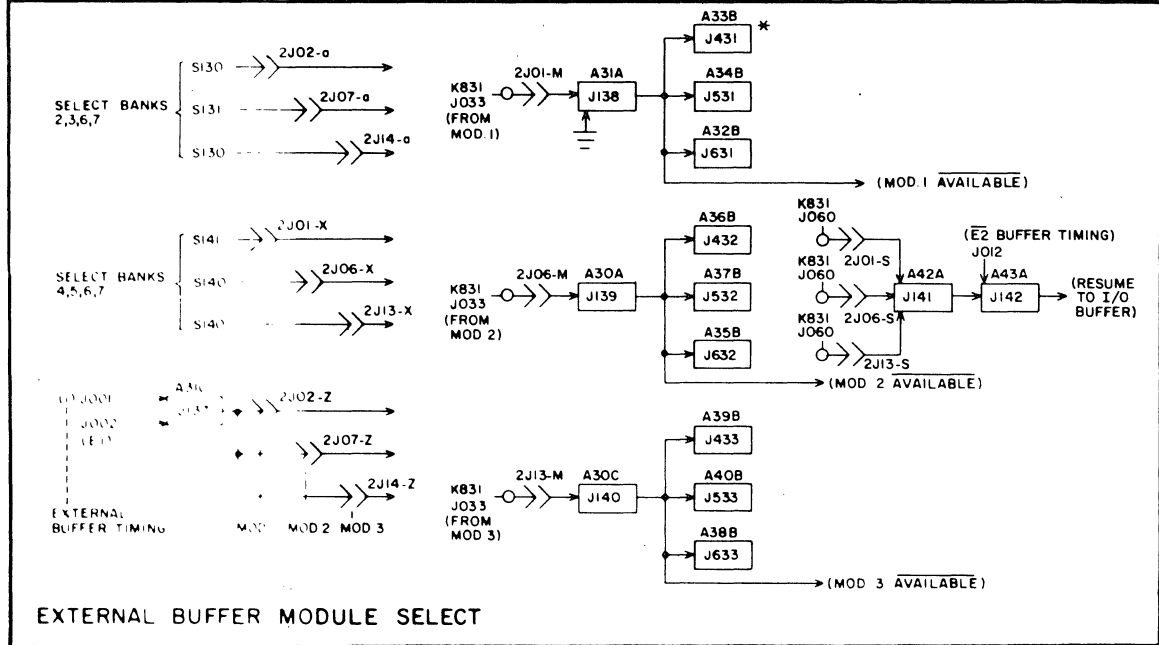 SELECT BANKS
2,3,6,7
S130
2J02-a
S131
2J07-a
S130
2J14-a
K831
J033
(FROM
MOD. 1)
2J01-M
A31A
J138
A33B
J431
*
A34B
J531
A32B
J631
(MOD. 1 AVAILABLE)
SELECT BANKS
4,5,6,7
S141
2J01-X
S140
2J06-X
S140
2J13-X
K831
J033
(FROM
MOD 2)
2J06-M
A30A
J139
A36B
J432
A37B
J532
A35B
J632
(MOD 2 AVAILABLE)
K831
J060
2J01-S
K831
J060
2J06-S
K831
J060
2J13-S
A42A
J141
(E2 BUFFER TIMING)
J012
A43A
J142
(RESUME
TO I/O
BUFFER)
J001
J002
2J02-Z
2J07-Z
2J14-Z
EXTERNAL
BUFFER TIMING
MOD
MOD 2
MOD 3
K831
J033
(FROM
MOD 3)
2J13-M
A30C
J140
A39B
J433
A40B
J533
A38B
J633
(MOD 3 AVAILABLE)
EXTERNAL BUFFER MODULE SELECT